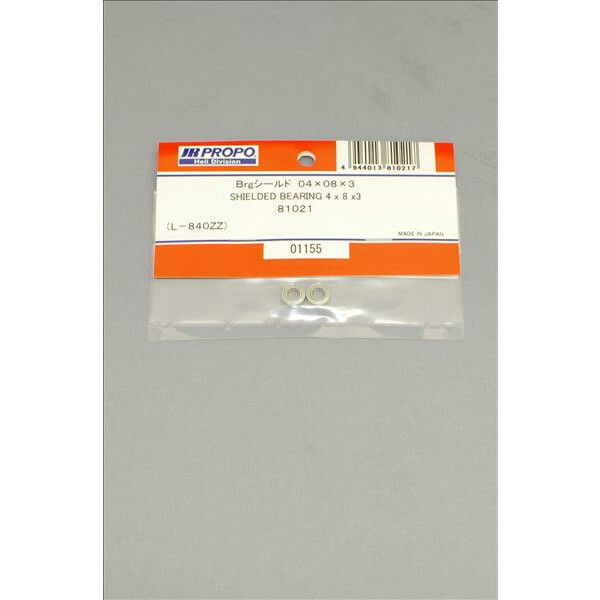 JR PROPO
Heli Division
4 944013 810217
Brgシールド 04×08×3
SHIELDED BEARING 4 x 8 x3
81021
(L-840ZZ)
MADE IN JAPAN
01155